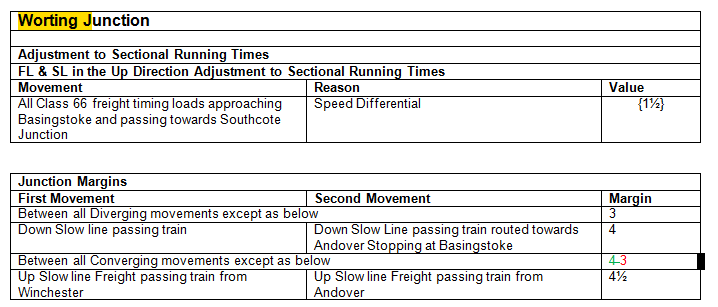 Worting Junction
Adjustment to Sectional Running Times
FL & SL in the Up Direction Adjustment to Sectional Running Times
Movement Reason Value
All Class 66 freight timing loads approaching Speed Differential {1½}
Basingstoke and passing towards Southcote
Junction
Junction Margins
First Movement Second Movement Margin
Between all Diverging movements except as below 3
Down Slow line passing train Down Slow Line passing train routed towards 4
Andover Stopping at Basingstoke
Between all Converging movements except as below 4 3
Up Slow line Freight passing train from Up Slow line Freight passing train from 4½
Winchester Andover